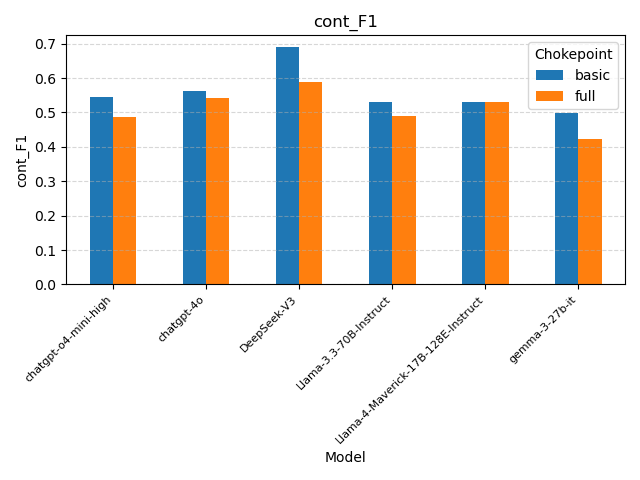 cont_F1
Chokepoint
basic
full
cont_F1
0.7
0.6
0.5
0.4
0.3
0.2
0.1
0.0
chatgpt-o4-mini-high
chatgpt-4o
DeepSeek-V3
Llama-3.3-70B-Instruct
Llama-4-Maverick-17B-128E-Instruct
gemma-3-27b-it
Model